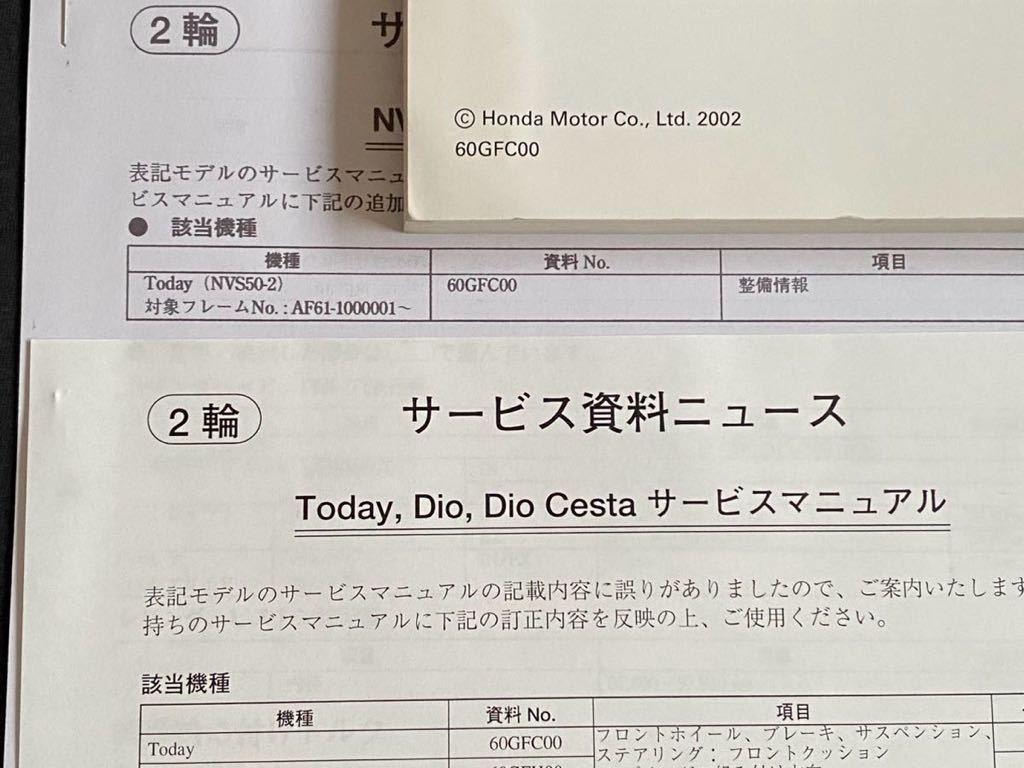 2輪 サ
© Honda Motor Co., Ltd. 2002
60GFC00
NV
表記モデルのサービスマニュ
ビスマニュアルに下記の追加
● 該当機種
機種 資料 No. 項目
Today(NVS50-2) 60GFC00 整備情報
対象フレームNo.:AF61-1000001~
2輪 サービス資料ニュース
Today, Dio, Dio Cesta サービスマニュアル
表記モデルのサービスマニュアルの記載内容に誤りがありましたので、ご案内いたします
持ちのサービスマニュアルに下記の訂正内容を反映の上、ご使用ください。
該当機種
機種 資料 No. 項目
Today 60GFC00 フロントホイール、ブレーキ、サスペンション、
ステアリング:フロントクッション